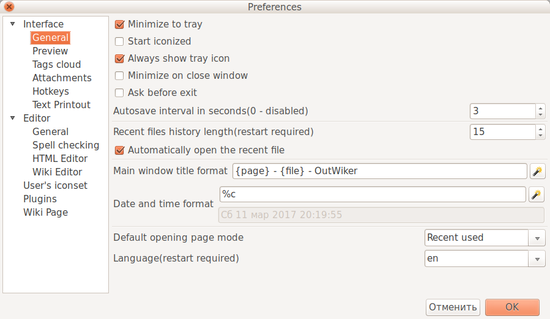 Preferences
Interface
General
Preview
Tags cloud
Attachments
Hotkeys
Text Printout
Editor
General
Spell checking
HTML Editor
Wiki Editor
User's iconset
Plugins
Wiki Page
Minimize to tray
Start iconized
Always show tray icon
Minimize on close window
Ask before exit
Autosave interval in seconds(0 - disabled) 3
Recent files history length(restart required) 15
Automatically open the recent file
Main window title format {page} - {file} - OutWiker
Date and time format %c
Сб 11 мар 2017 20:19:55
Default opening page mode Recent used
Language(restart required) en
Отменить OK